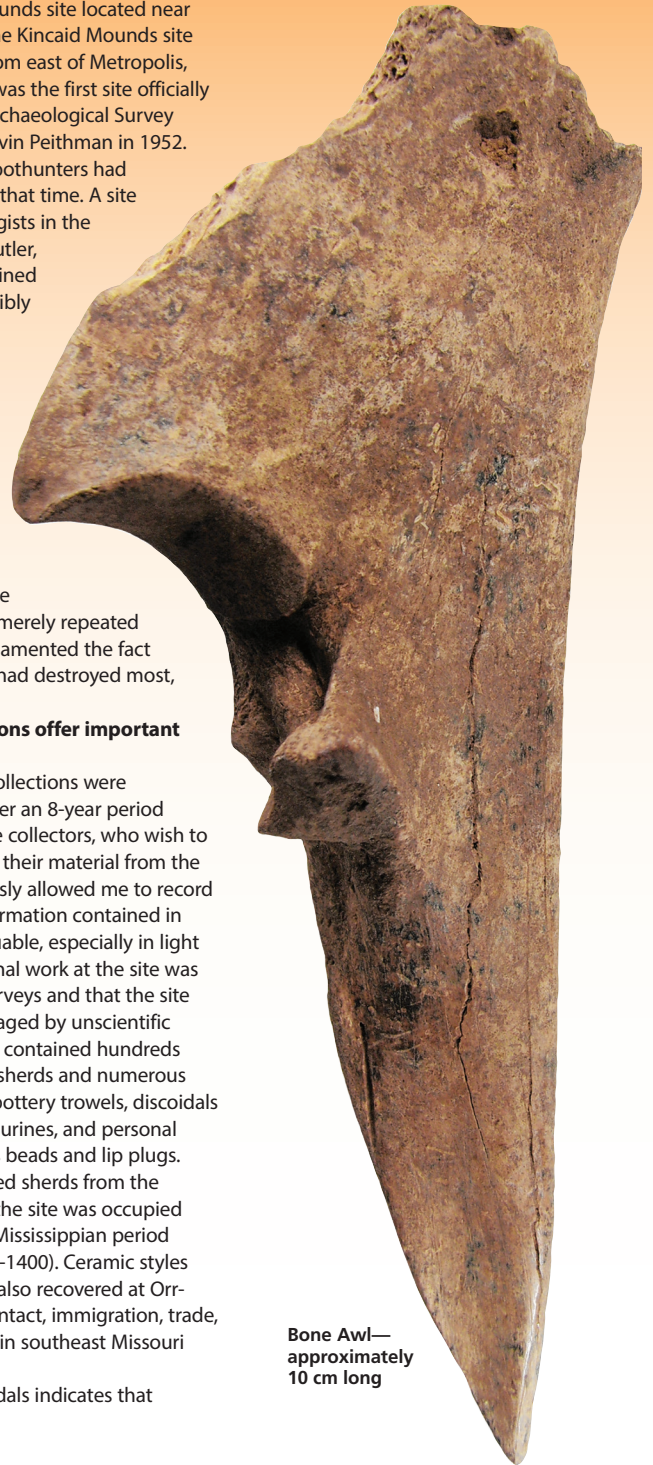 ounds site located near
e Kincaid Mounds site
om east of Metropolis,
was the first site officially
chaeological Survey
vin Peithman in 1952.
pothunters had
that time. A site
gists in the
utler,
ined
ibly
e
merely repeated
amented the fact
had destroyed most,
ons offer important
ollections were
er an 8-year period
e collectors, who wish to
their material from the
sly allowed me to record
ormation contained in
uable, especially in light
nal work at the site was
rveys and that the site
aged by unscientific
contained hundreds
sherds and numerous
pottery trowels, discoidals
urines, and personal
beads and lip plugs.
ed sherds from the
the site was occupied
Mississippian period
–1400). Ceramic styles
also recovered at Orr-
ntact, immigration, trade,
in southeast Missouri
dals indicates that
Bone Awl—
approximately
10 cm long